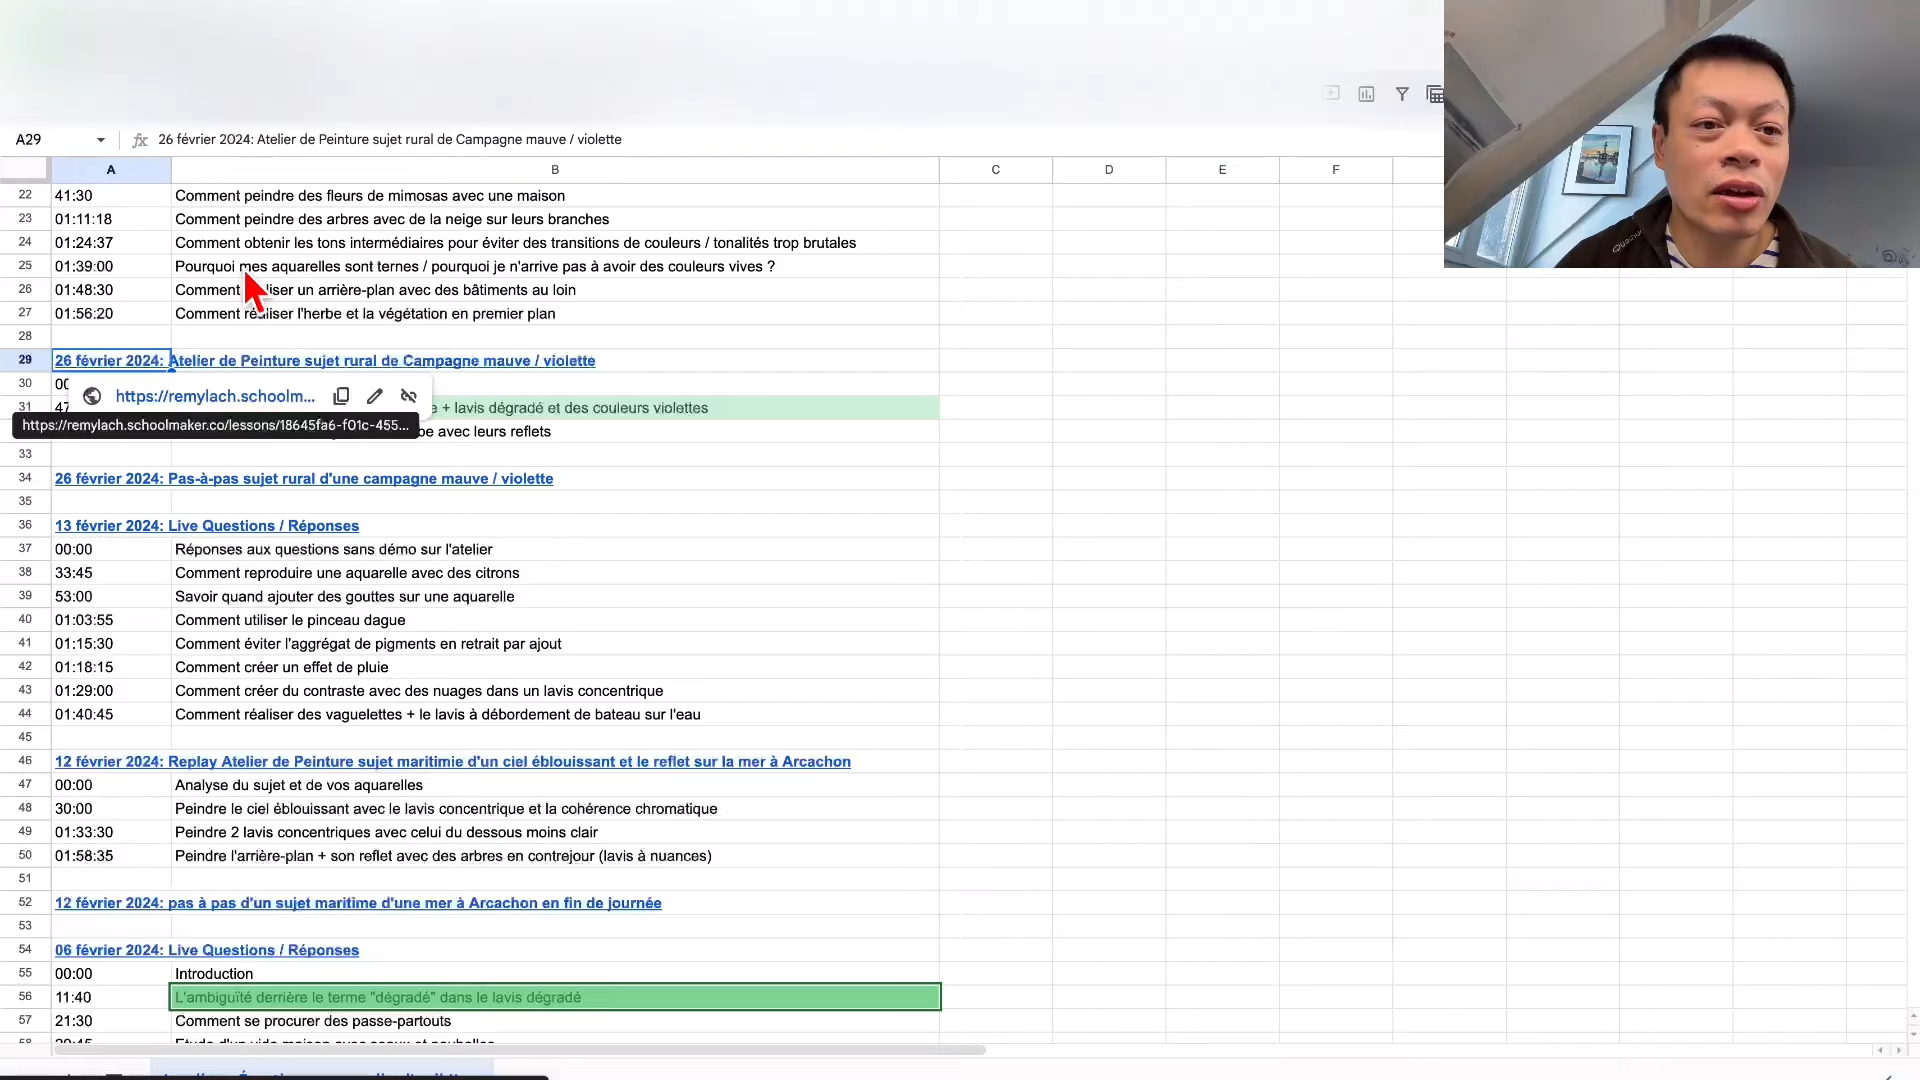 A29
fx 26 février 2024: Atelier de Peinture sujet rural de Campagne mauve / violette
A B C D E F
22 41:30 Comment peindre des fleurs de mimosas avec une maison
23 01:11:18 Comment peindre des arbres avec de la neige sur leurs branches
24 01:24:37 Comment obtenir les tons intermédiaires pour éviter des transitions de couleurs / tonalités trop brutales
25 01:39:00 Pourquoi mes aquarelles sont ternes / pourquoi je n'arrive pas à avoir des couleurs vives ?
26 01:48:30 Comment liser un arrière-plan avec des bâtiments au loin
27 01:56:20 Comment réaliser l'herbe et la végétation en premier plan
28
29 26 février 2024: Atelier de Peinture sujet rural de Campagne mauve / violette
30 00
https://remylach.schoolm...
31 47 + lavis dégradé et des couleurs violettes
https://remylach.schoolmaker.co/lessons/18645fa6-f01c-455...
avec leurs reflets
33
34 26 février 2024: Pas-à-pas sujet rural d'une campagne mauve / violette
35
36 13 février 2024: Live Questions / Réponses
37 00:00 Réponses aux questions sans démo sur l'atelier
38 33:45 Comment reproduire une aquarelle avec des citrons
39 53:00 Savoir quand ajouter des gouttes sur une aquarelle
40 01:03:55 Comment utiliser le pinceau dague
41 01:15:30 Comment éviter l'aggrégat de pigments en retrait par ajout
42 01:18:15 Comment créer un effet de pluie
43 01:29:00 Comment créer du contraste avec des nuages dans un lavis concentrique
44 01:40:45 Comment réaliser des vaguelettes + le lavis à débordement de bateau sur l'eau
45
46 12 février 2024: Replay Atelier de Peinture sujet maritimie d'un ciel éblouissant et le reflet sur la mer à Arcachon
47 00:00 Analyse du sujet et de vos aquarelles
48 30:00 Peindre le ciel éblouissant avec le lavis concentrique et la cohérence chromatique
49 01:33:30 Peindre 2 lavis concentriques avec celui du dessous moins clair
50 01:58:35 Peindre l'arrière-plan + son reflet avec des arbres en contrejour (lavis à nuances)
51
52 12 février 2024: pas à pas d'un sujet maritime d'une mer à Arcachon en fin de journée
53
54 06 février 2024: Live Questions / Réponses
55 00:00 Introduction
56 11:40 L'ambiguïté derrière le terme "dégradé" dans le lavis dégradé
57 21:30 Comment se procurer des passe-partouts